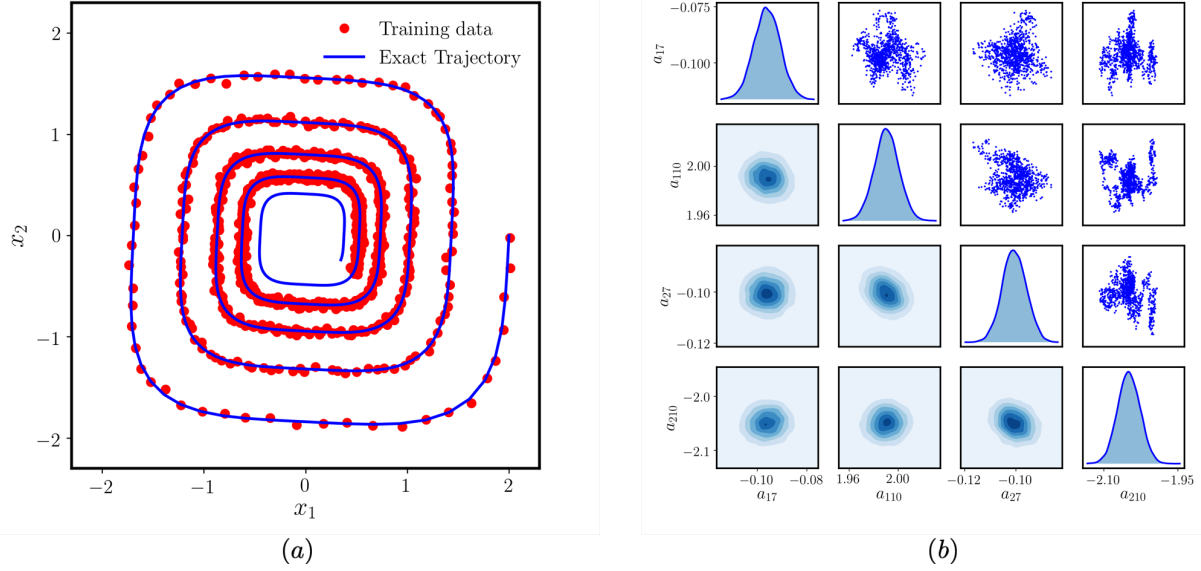 2
1
0
−1
−2
x₂
−2
−1
0
1
2
x₁
Training data
Exact Trajectory
(a)
−0.075
−0.100
a₁₇
2.00
1.96
a₁₁₀
−0.10
−0.12
a₂₇
−2.0
−2.1
a₂₁₀
−0.10 −0.08
a₁₇
1.96 2.00
a₁₁₀
−0.12 −0.10
a₂₇
−2.10 −1.95
a₂₁₀
(b)